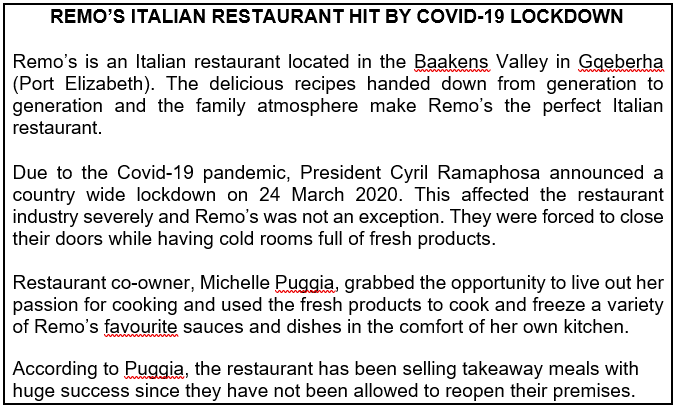 REMO’S ITALIAN RESTAURANT HIT BY COVID-19 LOCKDOWN
Remo’s is an Italian restaurant located in the Baakens Valley in Gqeberha
(Port Elizabeth). The delicious recipes handed down from generation to
generation and the family atmosphere make Remo’s the perfect Italian
restaurant.
Due to the Covid-19 pandemic, President Cyril Ramaphosa announced a
country wide lockdown on 24 March 2020. This affected the restaurant
industry severely and Remo’s was not an exception. They were forced to close
their doors while having cold rooms full of fresh products.
Restaurant co-owner, Michelle Puggia, grabbed the opportunity to live out her
passion for cooking and used the fresh products to cook and freeze a variety
of Remo’s favourite sauces and dishes in the comfort of her own kitchen.
According to Puggia, the restaurant has been selling takeaway meals with
huge success since they have not been allowed to reopen their premises.